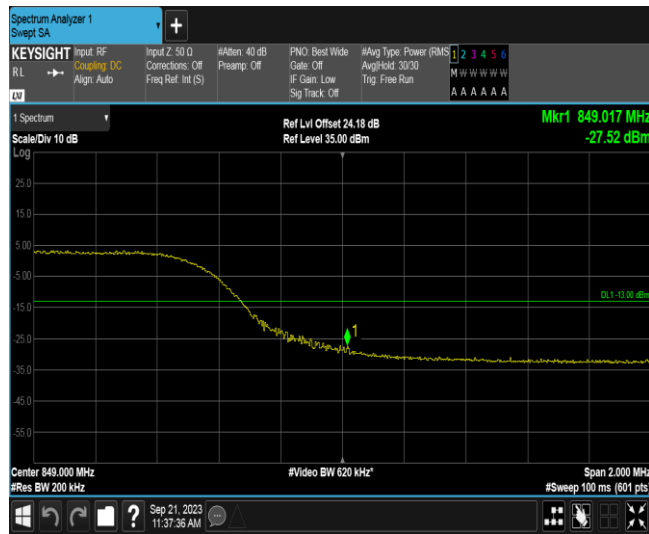 Spectrum Analyzer 1
Swept SA
+
KEYSIGHT
RL
LXI
Input: RF
Coupling: DC
Align: Auto
Input Z: 50 Ω
Corrections: Off
Freq Ref: Int (S)
#Atten: 40 dB
Preamp: Off
PNO: Best Wide
Gate: Off
IF Gain: Low
Sig Track: Off
#Avg Type: Power (RMS
Avg|Hold: 30/30
Trig: Free Run
1 2 3 4 5 6
M W W W W W
A A A A A A
1 Spectrum
Scale/Div 10 dB
Ref Lvl Offset 24.18 dB
Ref Level 35.00 dBm
Mkr1 849.017 MHz
-27.52 dBm
Log
25.0
15.0
5.00
-5.00
DL1 -13.00 dBm
-15.0
1
-25.0
-35.0
-45.0
-55.0
Center 849.000 MHz
#Video BW 620 kHz*
Span 2.000 MHz
#Res BW 200 kHz
#Sweep 100 ms (601 pts
?
Sep 21, 2023
11:37:36 AM